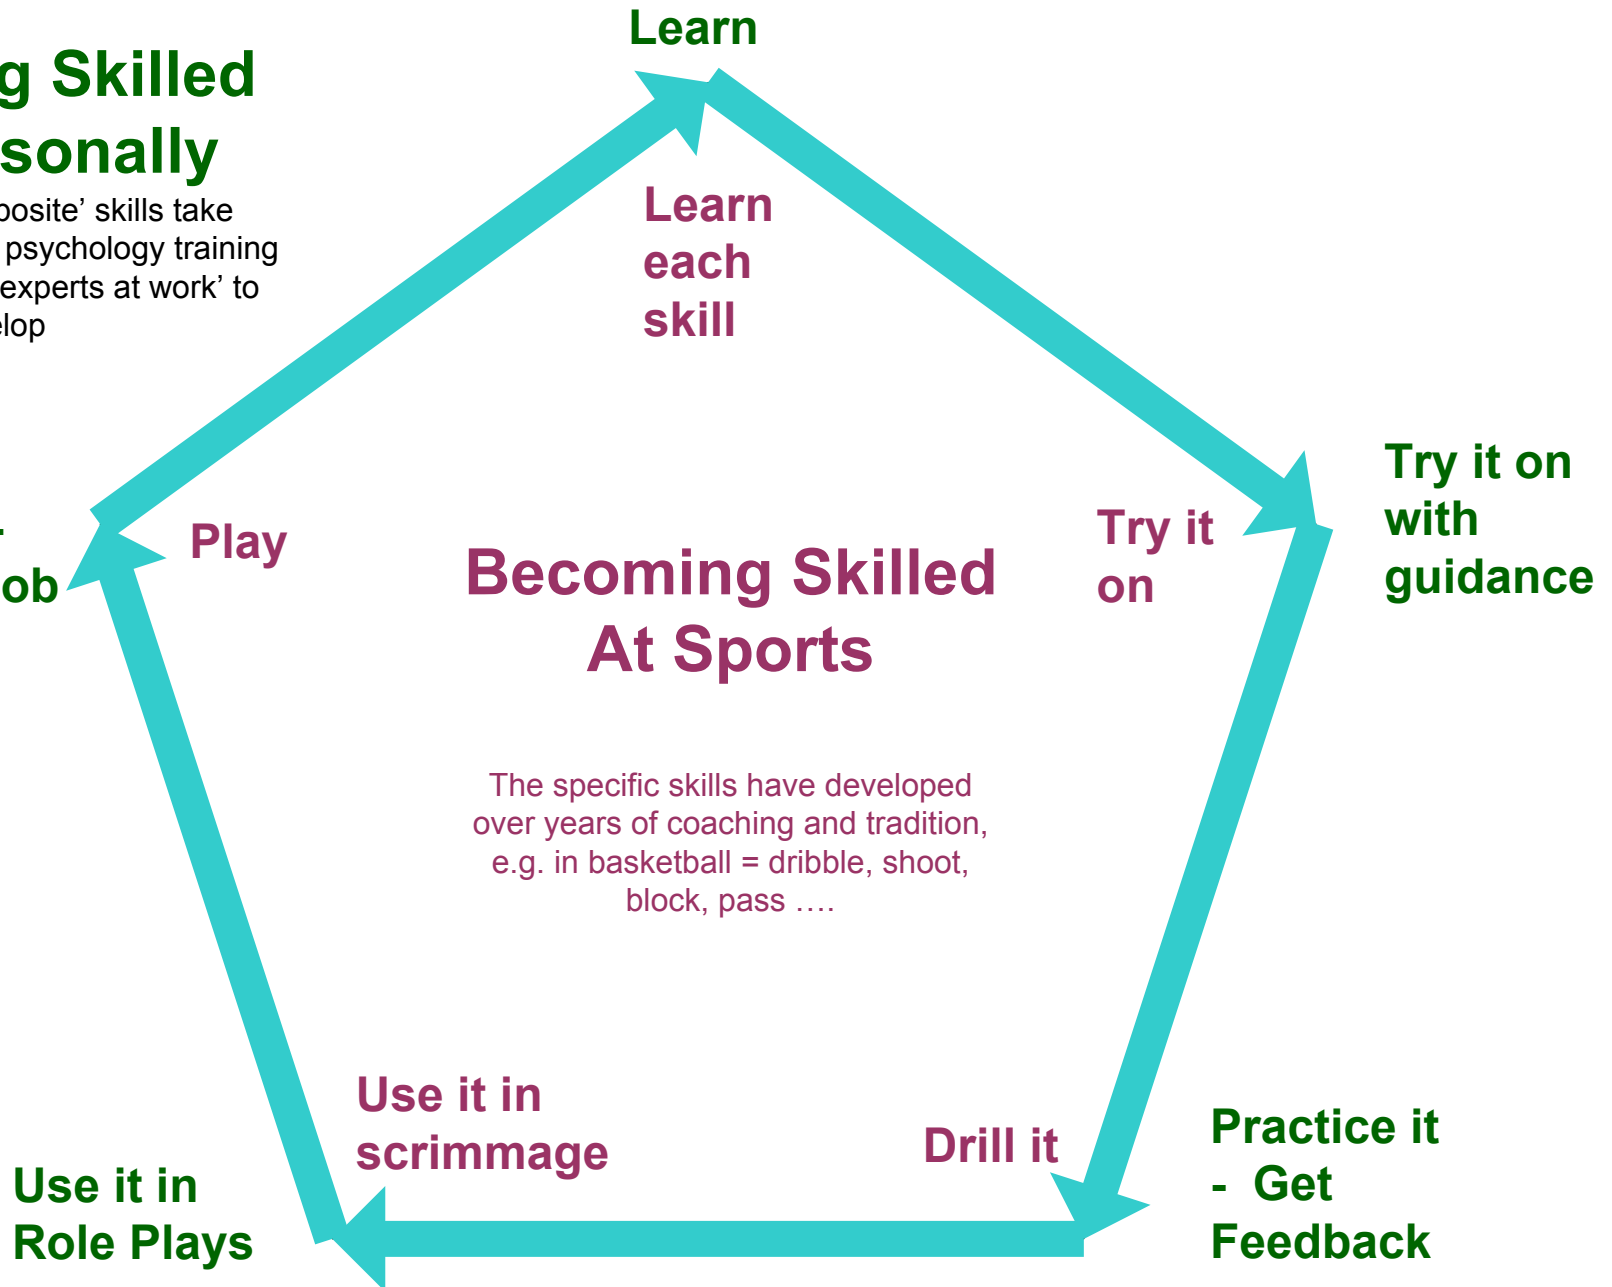 Learn
g Skilled
sonally
posite’ skills take
psychology training
experts at work’ to
elop
Learn
each
skill
Try it on
with
guidance
ob
Play
Try it
on
Becoming Skilled
At Sports
The specific skills have developed
over years of coaching and tradition,
e.g. in basketball = dribble, shoot,
block, pass ….
Use it in
scrimmage
Drill it
Practice it
- Get
Feedback
Use it in
Role Plays